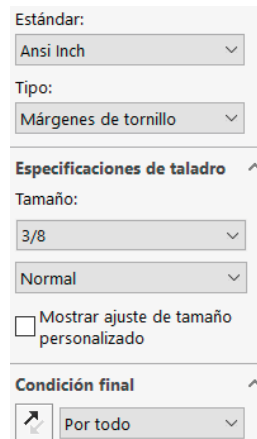 Estándar:
Ansi Inch
Tipo:
Márgenes de tornillo
Especificaciones de taladro
Tamaño:
3/8
Normal
Mostrar ajuste de tamaño
personalizado
Condición final
Por todo